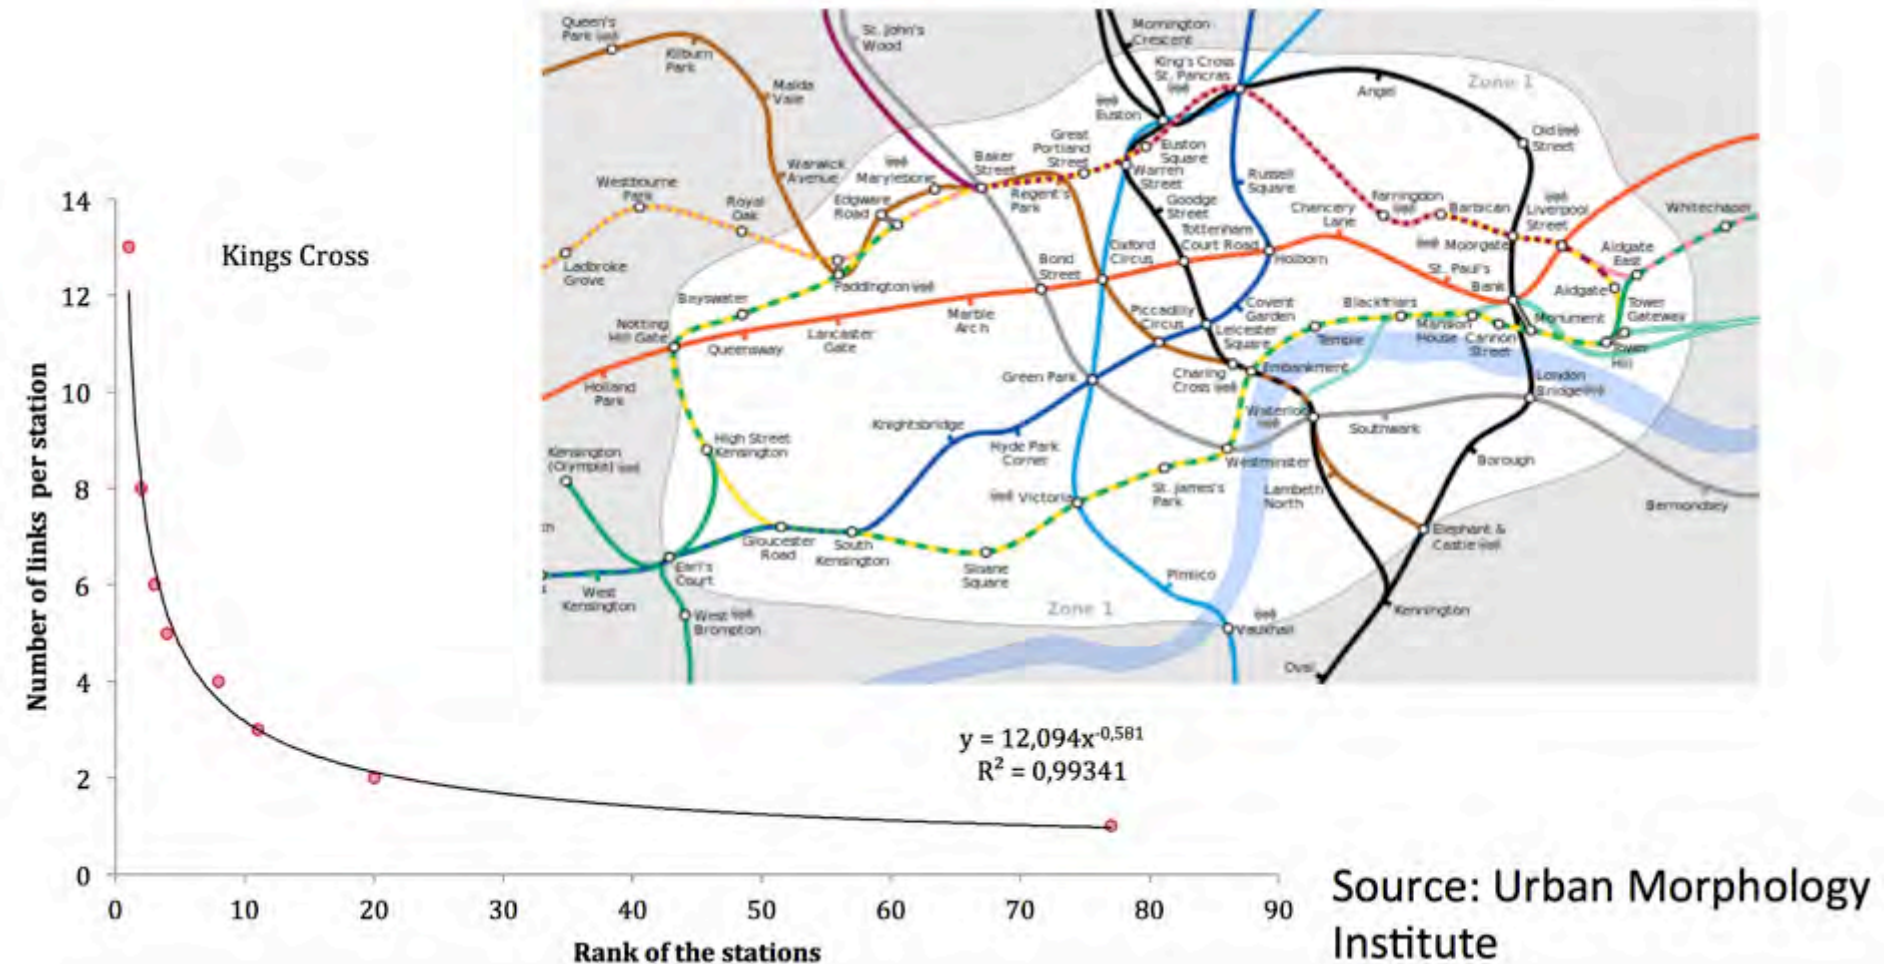 Queen's
Park
Kilburn
Park
Maida
Vale
Warwick
Avenue
Westbourne
Park
Royal
Oak
Ladbroke
Grove
St. John's
Wood
Marylebone
Edgware
Road
Paddington
Baker
Street
Regent's
Park
Great
Portland
Street
Euston
Euston
Square
Warren
Street
Goodge
Street
Tottenham
Court Road
Mornington
Crescent
King's Cross
St. Pancras
Angel
Zone 1
Old
Street
Russell
Square
Chancery
Lane
Holborn
Farringdon
Barbican
Moorgate
Liverpool
Street
Whitechapel
Aldgate
East
Aldgate
St. Paul's
Bank
Monument
Tower
Gateway
Tower
Hill
Bayswater
Notting
Hill Gate
Queensway
Lancaster
Gate
Marble
Arch
Bond
Street
Oxford
Circus
Holland
Park
Piccadilly
Circus
Covent
Garden
Leicester
Square
Charing
Cross
Embankment
Temple
Blackfriars
Mansion
House
Cannon
Street
London
Bridge
Green Park
Knightsbridge
Hyde Park
Corner
High Street
Kensington
Kensington
(Olympia)
th
s
West
Kensington
Earl's
Court
West
Brompton
Gloucester
Road
South
Kensington
Sloane
Square
Victoria
St. James's
Park
Westminster
Waterloo
Southwark
Lambeth
North
Borough
Bermondsey
Elephant &
Castle
Kennington
Oval
Pimlico
Vauxhall
Zone 1
Kings Cross
Number of links per station
14
12
10
8
6
4
2
0
y = 12,094x-0,581
R² = 0,99341
0 10 20 30 40 50 60 70 80 90
Rank of the stations
Source: Urban Morphology
Institute